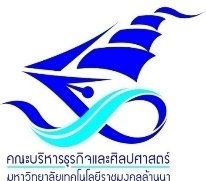 คณะบริหารธุรกิจและศิลปศาสตร์
มหาวิทยาลัยเทคโนโลยีราชมงคลล้านนา